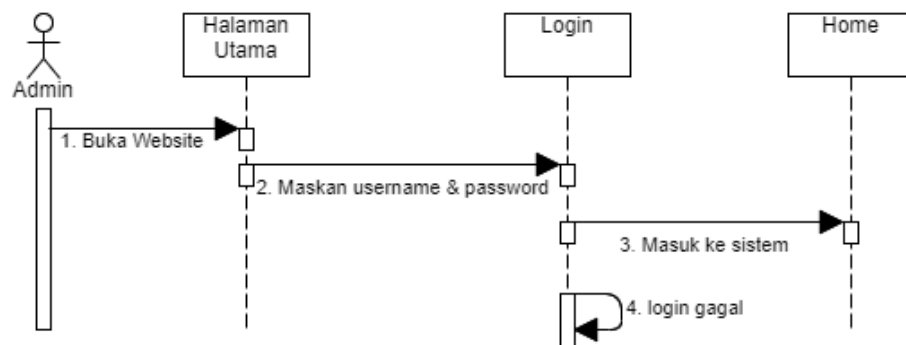 Halaman
Utama
Login
Home
Admin
1. Buka Website
2. Maskan username & password
3. Masuk ke sistem
4. login gagal